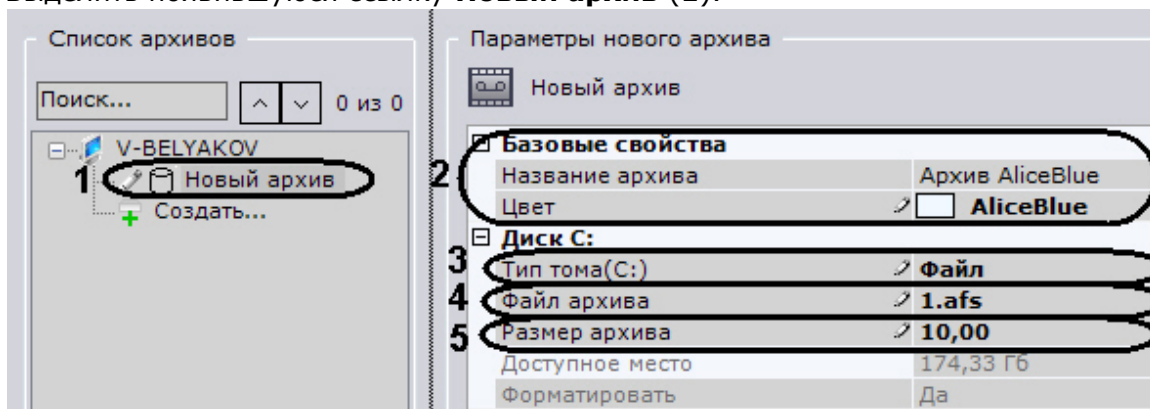 Выделить появившуюся ссылку Новый архив (1).
Список архивов
Поиск...
0 из 0
V-BELYAKOV
1
Новый архив
Создать...
Параметры нового архива
Новый архив
Базовые свойства
2
Название архива Архив AliceBlue
Цвет AliceBlue
Диск C:
3
Тип тома(C:) Файл
4
Файл архива 1.afs
5
Размер архива 10,00
Доступное место 174,33 Гб
Форматировать Да